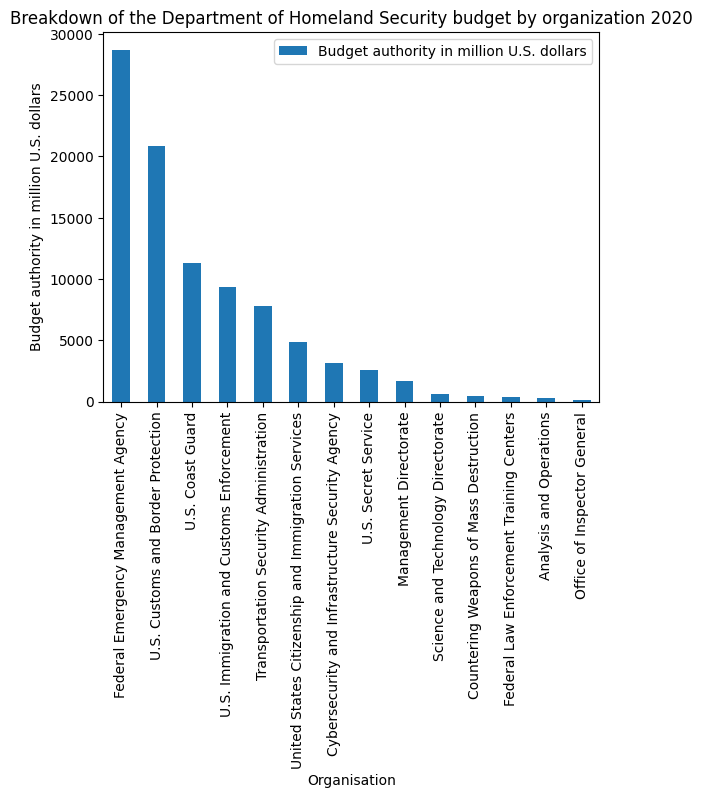 Breakdown of the Department of Homeland Security budget by organization 2020
Budget authority in million U.S. dollars
Budget authority in million U.S. dollars
30000
25000
20000
15000
10000
5000
0
Federal Emergency Management Agency
U.S. Customs and Border Protection
U.S. Coast Guard
U.S. Immigration and Customs Enforcement
Transportation Security Administration
United States Citizenship and Immigration Services
Cybersecurity and Infrastructure Security Agency
U.S. Secret Service
Management Directorate
Science and Technology Directorate
Countering Weapons of Mass Destruction
Federal Law Enforcement Training Centers
Analysis and Operations
Office of Inspector General
Organisation